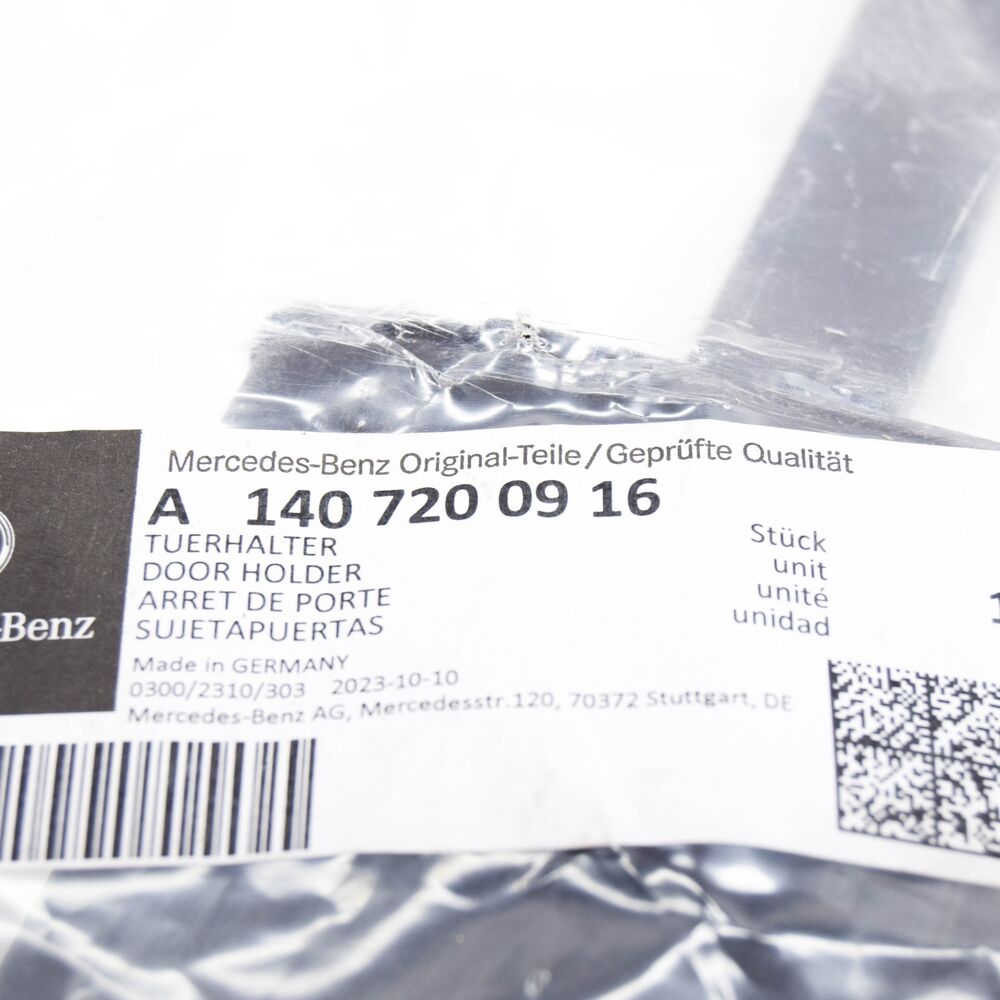 Mercedes-Benz Original-Teile/Geprüfte Qualität
A 140 720 09 16
TUERHALTER
DOOR HOLDER
ARRET DE PORTE
SUJETAPUERTAS
Stück
unit
unité
unidad
1
-Benz
Made in GERMANY
0300/2310/303 2023-10-10
Mercedes-Benz AG, Mercedesstr.120, 70372 Stuttgart, DE